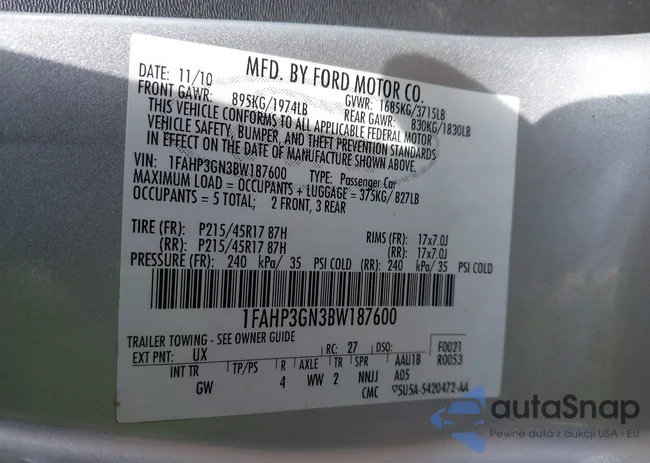 MFD. BY FORD MOTOR CO.
DATE: 11/10
GVWR: 1685KG/3715LB
FRONT GAWR: 895KG/1974LB
REAR GAWR: 830KG/1830LB
THIS VEHICLE CONFORMS TO ALL APPLICABLE FEDERAL MOTOR
VEHICLE SAFETY, BUMPER, AND THEFT PREVENTION STANDARDS
IN EFFECT ON THE DATE OF MANUFACTURE SHOWN ABOVE.
VIN: 1FAHP3GN3BW187600 TYPE: Passenger Car
MAXIMUM LOAD = OCCUPANTS + LUGGAGE = 375KG/ 827LB
OCCUPANTS = 5 TOTAL; 2 FRONT, 3 REAR
TIRE (FR): P215/45R17 87H RIMS (FR): 17x7.0J
(RR): P215/45R17 87H (RR): 17x7.0J
PRESSURE (FR): 240 kPa/ 35 PSI COLD (RR): 240 kPa/ 35 PSI COLD
1FAHP3GN3BW187600
TRAILER TOWING - SEE OWNER GUIDE
EXT PNT: UX RC: 27 DSO: F0021
INT TR TP/PS R AXLE TR SPR AAU1B R0053
GW 4 WW 2 NNJJ A05
CMC 5U5A-5420472-AA
autaSnap
Pewne auta z aukcji USA i EU